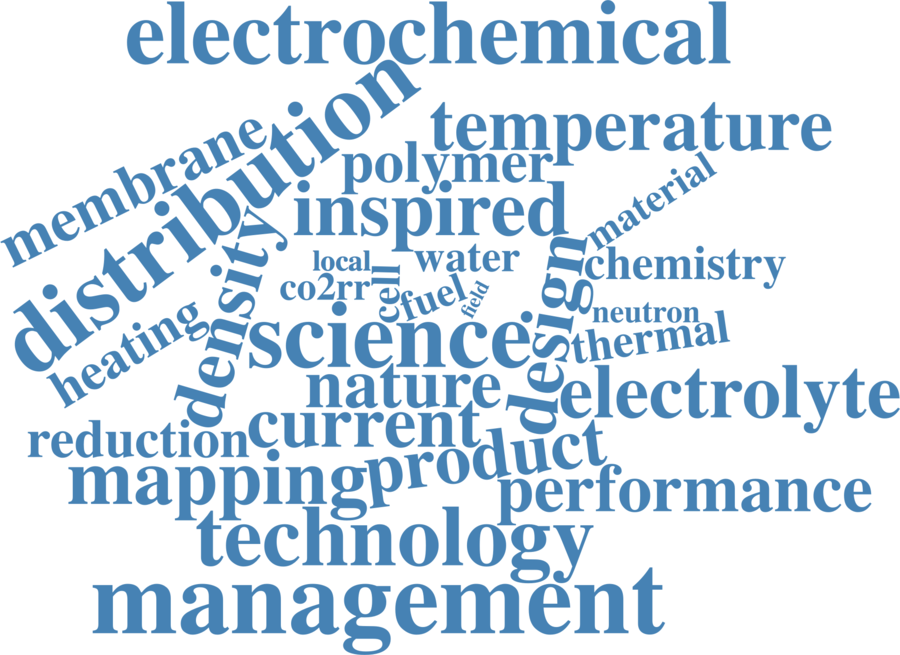 electrochemical
distribution
temperature
membrane
polymer
material
inspired
density
design
local
water
chemistry
co2rr
cell
fuel
field
neutron
heating
science
thermal
nature
electrolyte
current
reduction
product
mapping
performance
technology
management